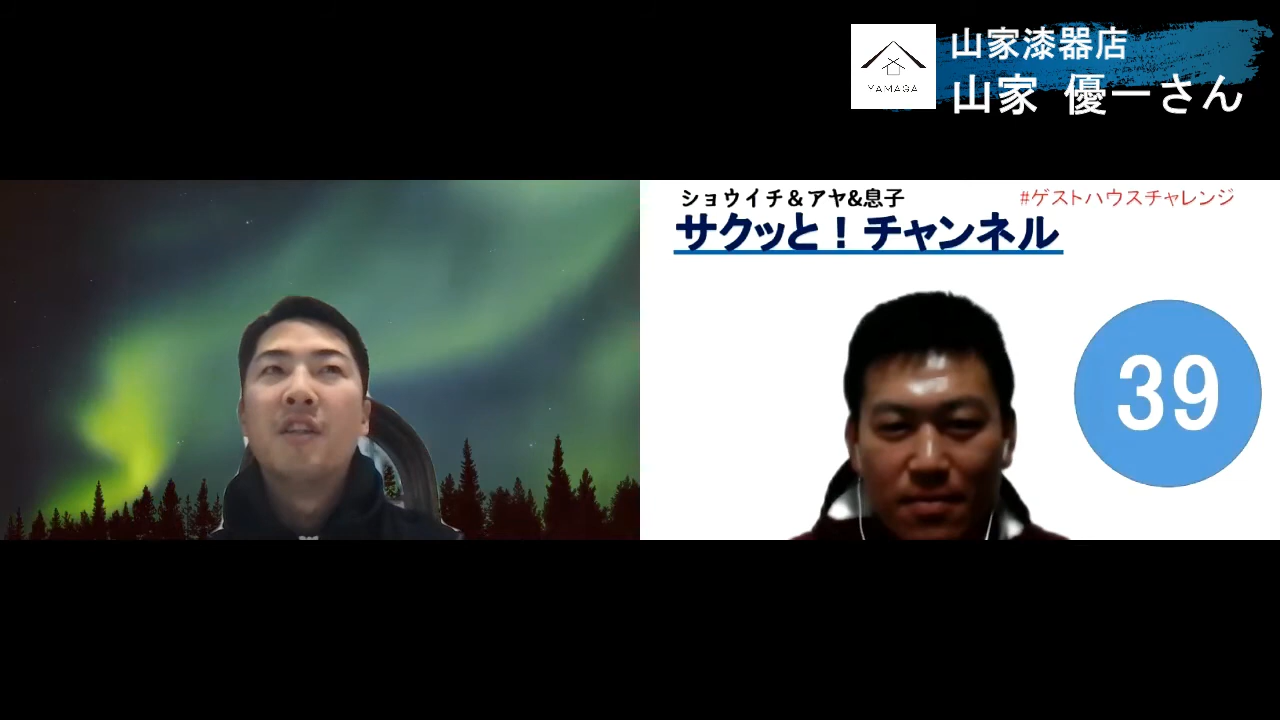 山家漆器店
YAMAGA
山家 優一さん
ショウイチ＆アヤ&息子
#ゲストハウスチャレンジ
サクッと！チャンネル
39